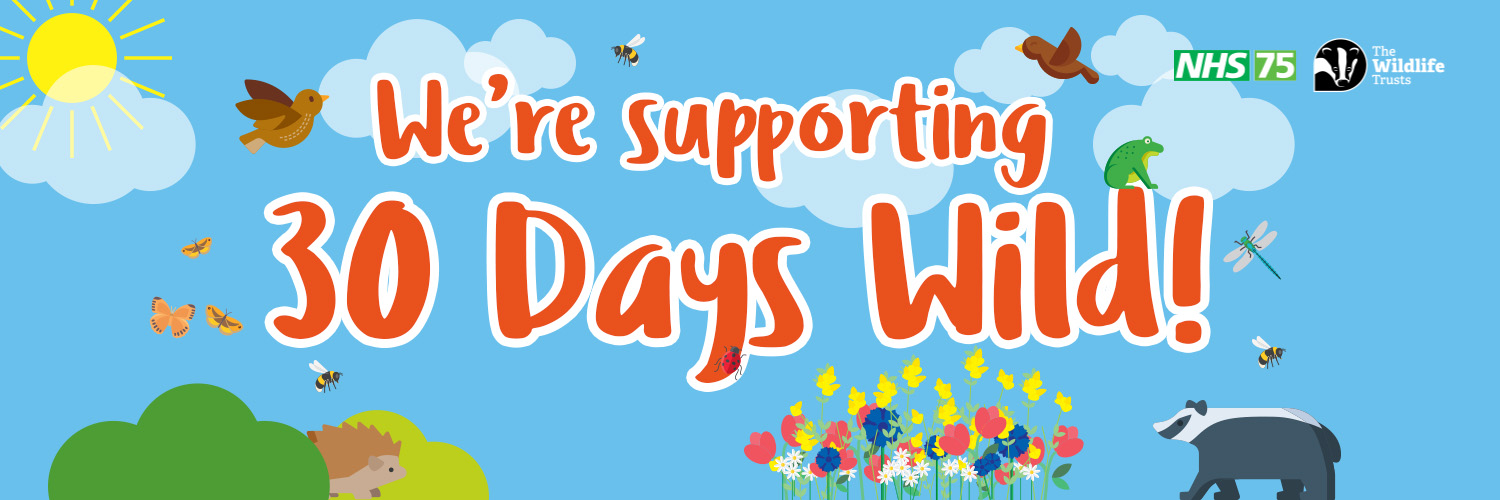 We're supporting
30 Days Wild!
NHS 75
The
Wildlife
Trusts